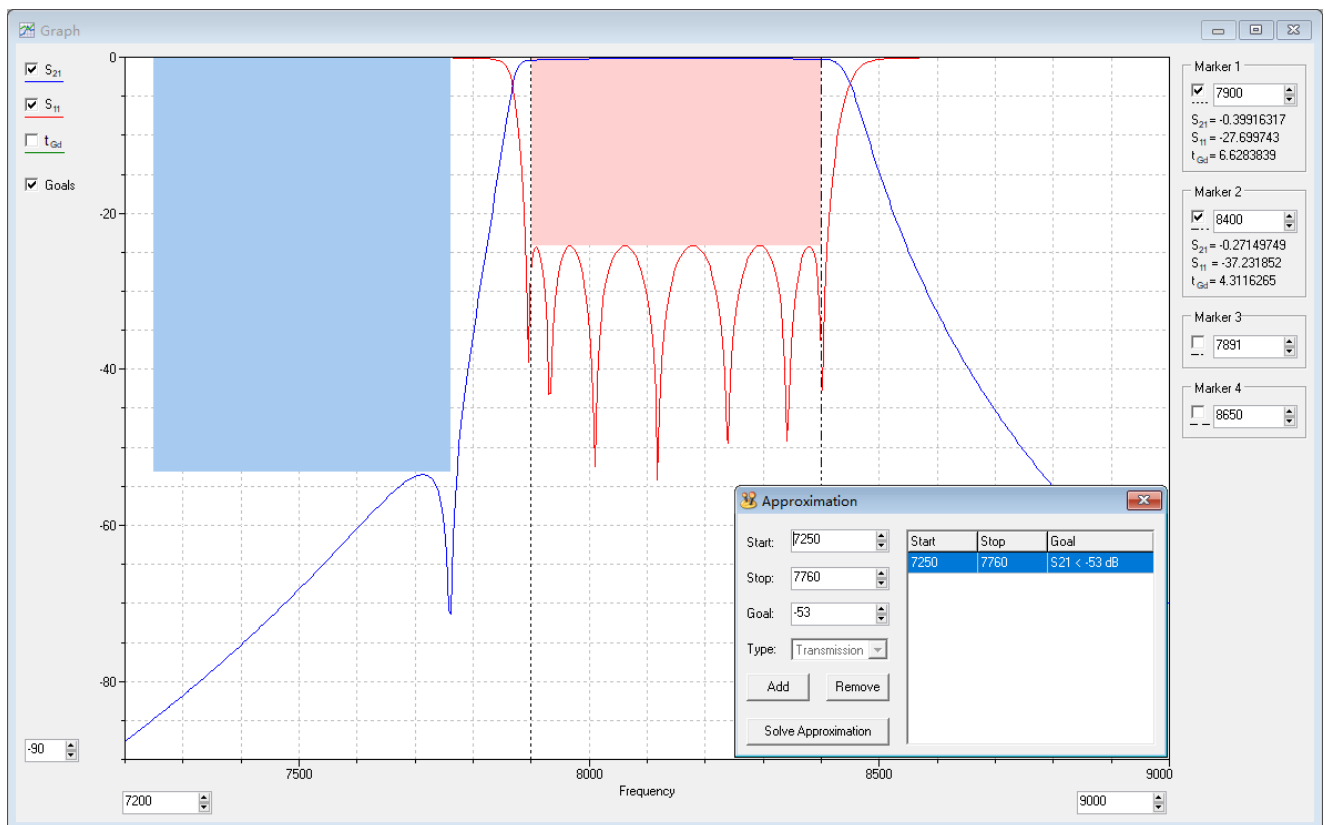 Graph
S21
S11
tGd
Goals
0
-20
-40
-60
-80
-90
7500
8000
8500
9000
Frequency
7200
9000
Marker 1
7900
S21 = -0.39916317
S11 = -27.699743
tGd = 6.6283839
Marker 2
8400
S21 = -0.27149749
S11 = -37.231852
tGd = 4.3116265
Marker 3
7891
Marker 4
8650
Approximation
Start: 7250
Stop: 7760
Goal: -53
Type: Transmission
Add Remove
Solve Approximation
Start Stop Goal
7250 7760 S21 < -53 dB